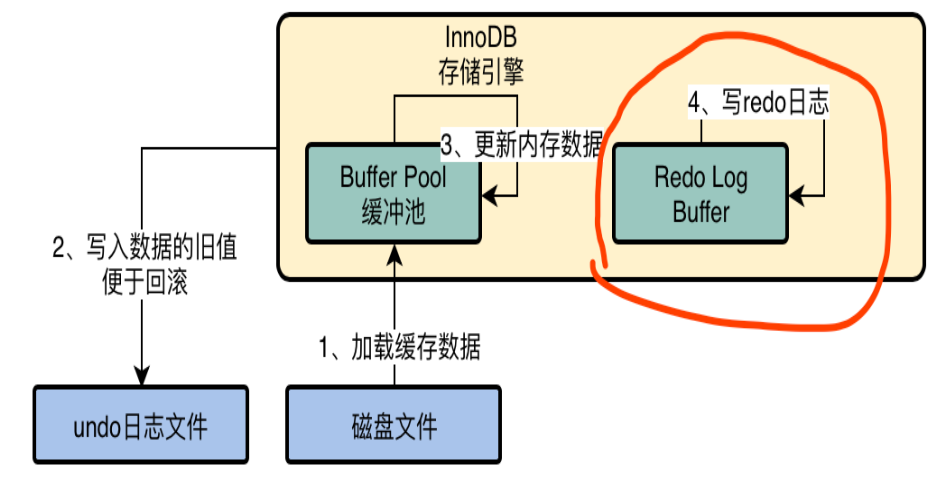 InnoDB
存储引擎
4、写redo日志
3、更新内存数据
Buffer Pool
缓冲池
Redo Log
Buffer
2、写入数据的旧值
便于回滚
1、加载缓存数据
undo日志文件
磁盘文件